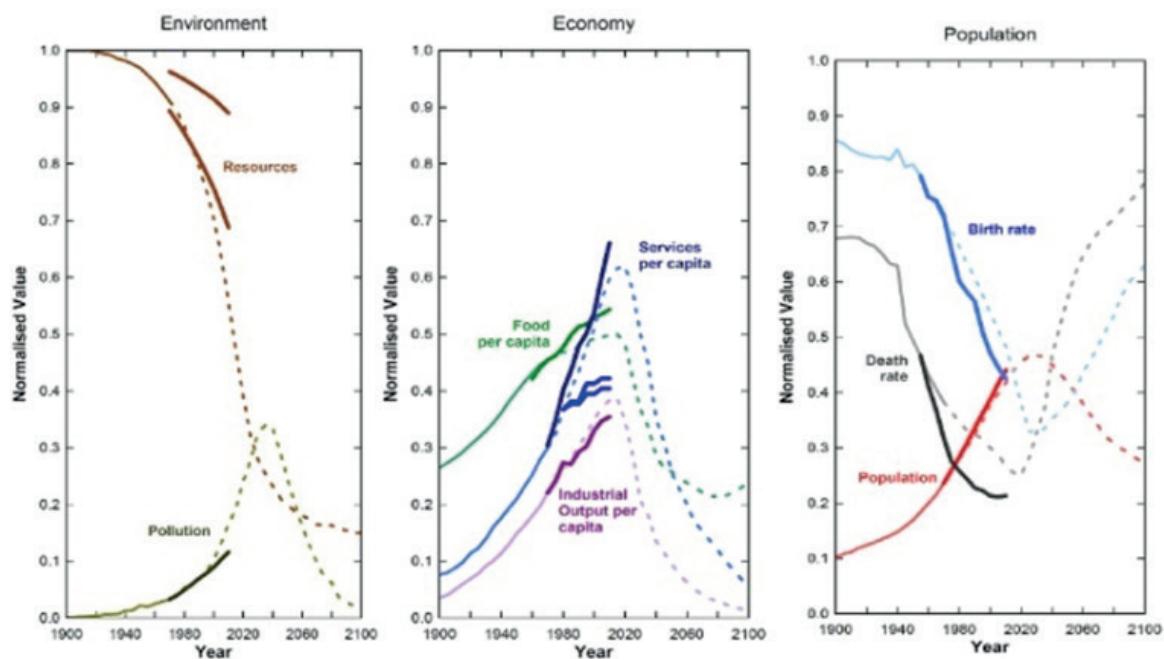 Environment
Normalised Value
1.0
0.9
0.8
0.7
0.6
0.5
0.4
0.3
0.2
0.1
0.0
Resources
Pollution
1900 1940 1980 2020 2060 2100
Year
Economy
Normalised Value
1.0
0.9
0.8
0.7
0.6
0.5
0.4
0.3
0.2
0.1
0.0
Services
per capita
Food
per capita
Industrial
Output per
capita
1900 1940 1980 2020 2060 2100
Year
Population
Normalised Value
1.0
0.9
0.8
0.7
0.6
0.5
0.4
0.3
0.2
0.1
0.0
Birth rate
Death
rate
Population
1900 1940 1980 2020 2060 2100
Year